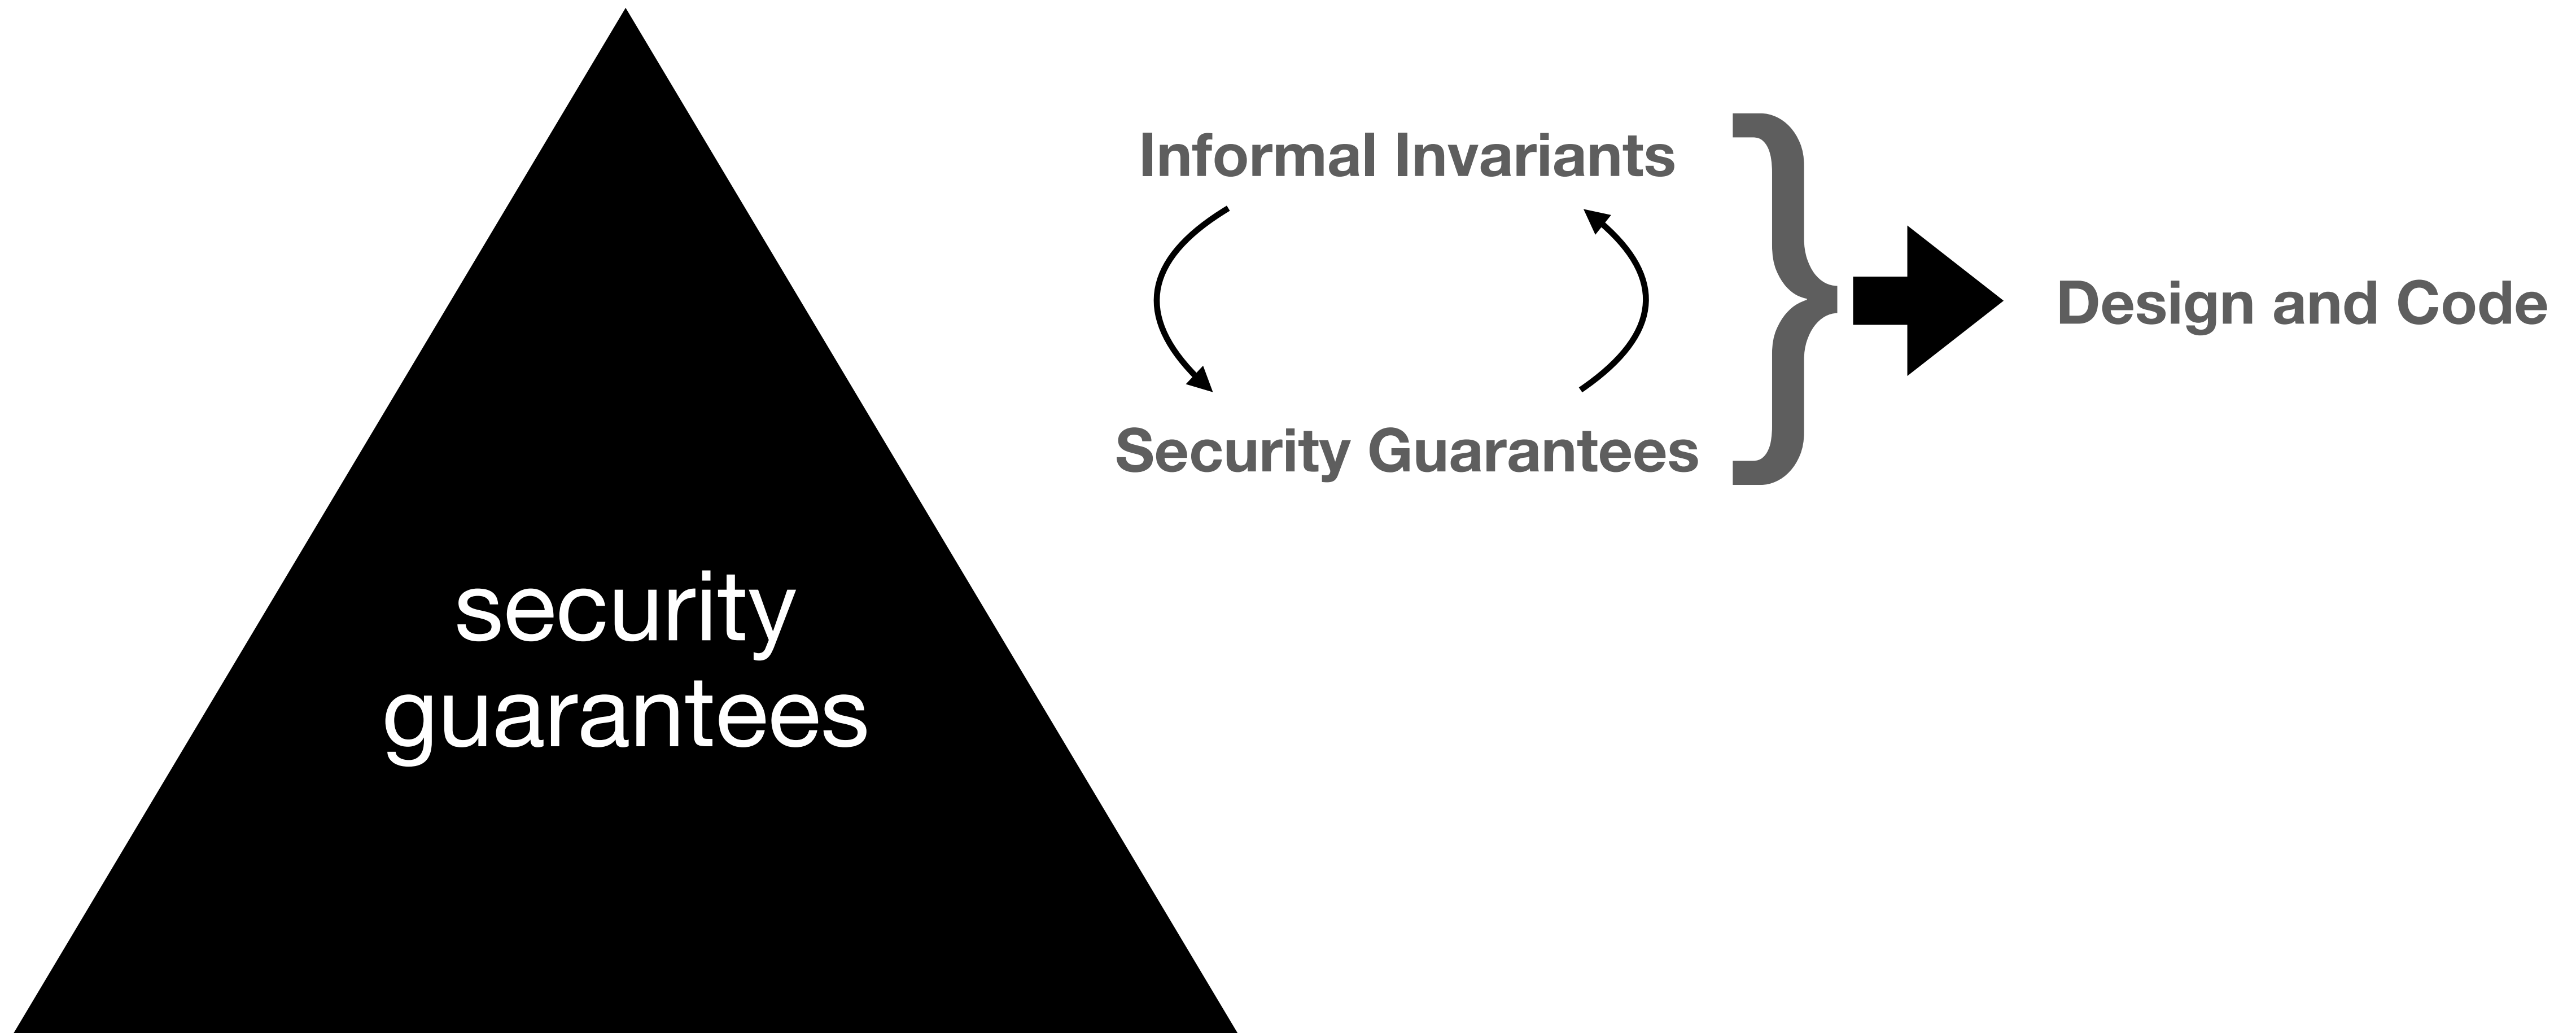 security
guarantees
Informal Invariants
Security Guarantees
}
Design and Code